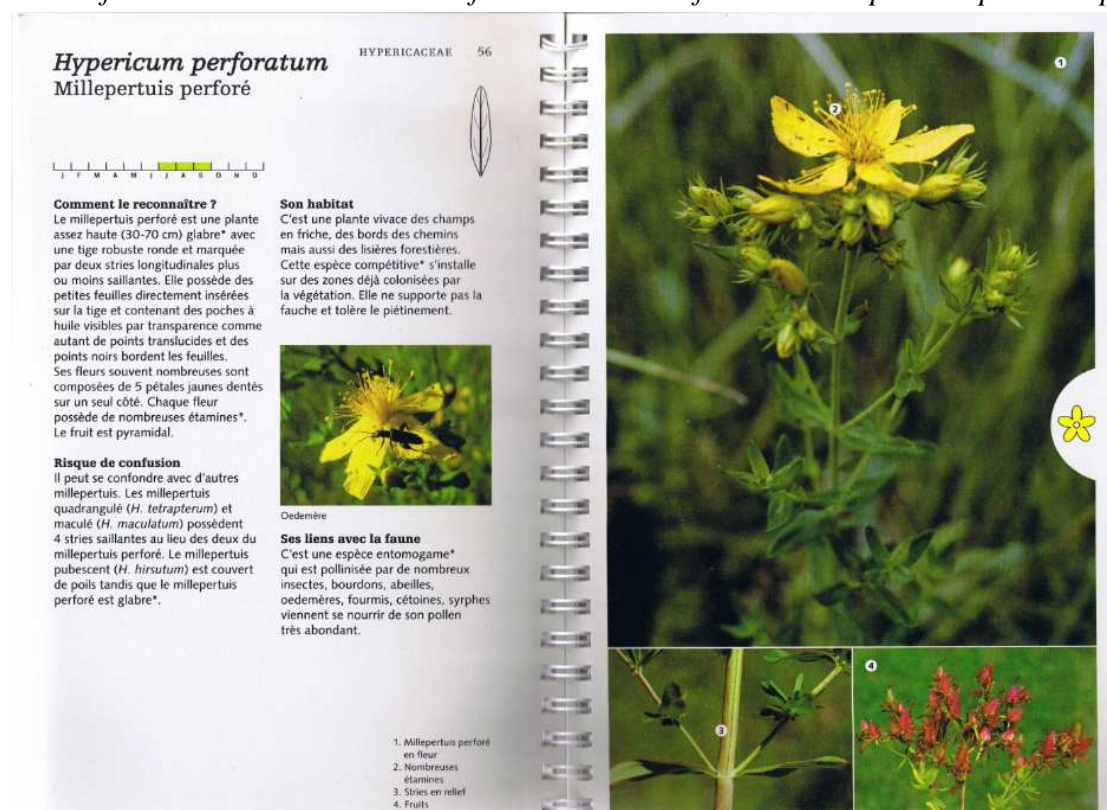 HYPERICACEAE 56
Hypericum perforatum
Millepertuis perforé
J F M A M J J A S O N D
Comment le reconnaître ?
Le millepertuis perforé est une plante
assez haute (30-70 cm) glabre* avec
une tige robuste ronde et marquée
par deux stries longitudinales plus
ou moins saillantes. Elle possède des
petites feuilles directement insérées
sur la tige et contenant des poches à
huile visibles par transparence comme
autant de points translucides et des
points noirs bordent les feuilles.
Ses fleurs souvent nombreuses sont
composées de 5 pétales jaunes dentés
sur un seul côté. Chaque fleur
possède de nombreuses étamines*.
Le fruit est pyramidal.
Risque de confusion
Il peut se confondre avec d'autres
millepertuis. Les millepertuis
quadrangulé (H. tetrapterum) et
maculé (H. maculatum) possèdent
4 stries saillantes au lieu des deux du
millepertuis perforé. Le millepertuis
pubescent (H. hirsutum) est couvert
de poils tandis que le millepertuis
perforé est glabre*.
Son habitat
C'est une plante vivace des champs
en friche, des bords des chemins
mais aussi des lisières forestières.
Cette espèce compétitive* s'installe
sur des zones déjà colonisées par
la végétation. Elle ne supporte pas la
fauche et tolère le piétinement.
Oedemère
Ses liens avec la faune
C'est une espèce entomogame*
qui est pollinisée par de nombreux
insectes, bourdons, abeilles,
oedemères, fourmis, cétoines, syrphes
viennent se nourrir de son pollen
très abondant.
1. Millepertuis perforé
en fleur
2. Nombreuses
étamines
3. Stries en relief
4. Fruits
1
2
3
4